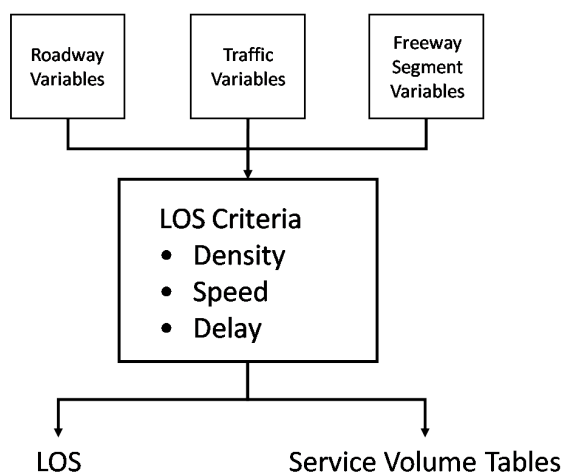 Roadway
Variables
Traffic
Variables
Freeway
Segment
Variables
LOS Criteria
• Density
• Speed
• Delay
LOS
Service Volume Tables